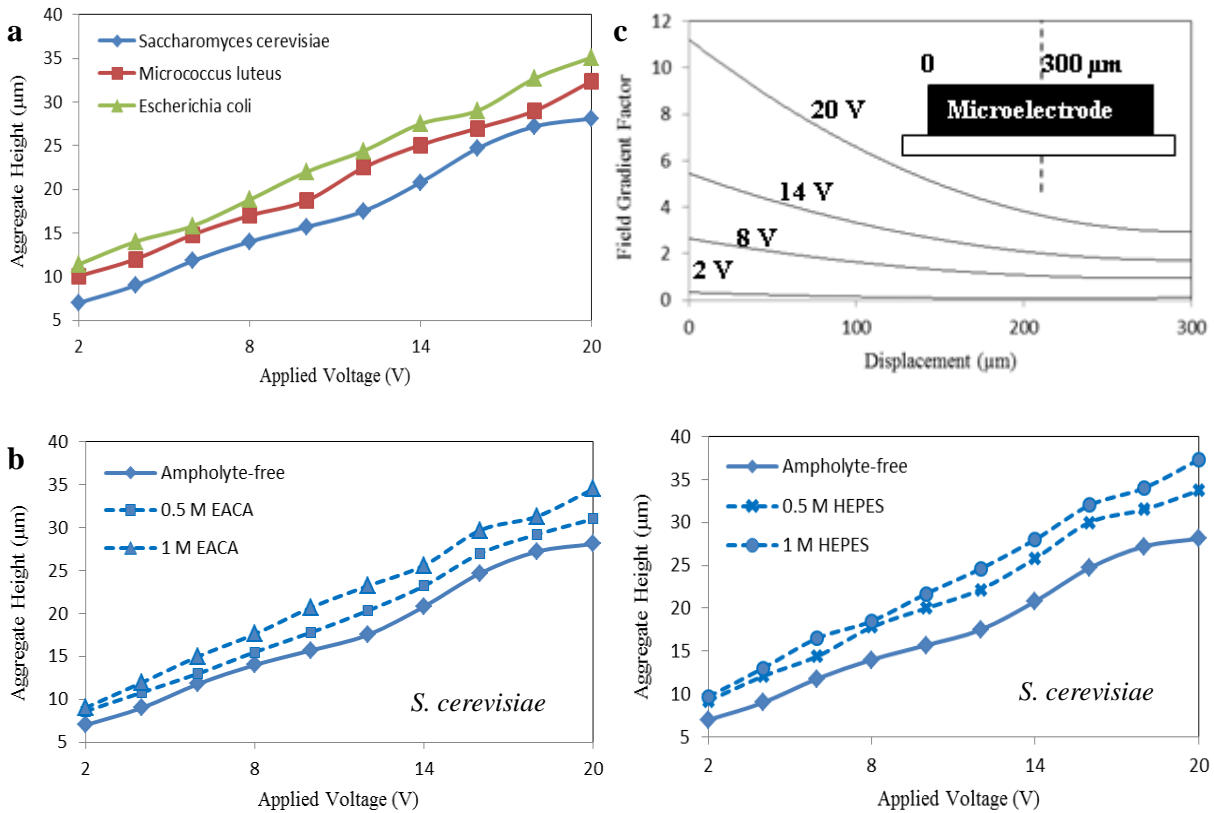 a
40
35
30
25
20
15
10
5
Aggregate Height (μm)
Saccharomyces cerevisiae
Micrococcus luteus
Escherichia coli
2
8
14
20
Applied Voltage (V)
c
12
10
8
6
4
2
0
Field Gradient Factor
0
300 μm
Microelectrode
20 V
14 V
8 V
2 V
0
100
200
300
Displacement (μm)
b
40
35
30
25
20
15
10
5
Aggregate Height (μm)
Ampholyte-free
0.5 M EACA
1 M EACA
S. cerevisiae
2
8
14
20
Applied Voltage (V)
40
35
30
25
20
15
10
5
Aggregate Height (μm)
Ampholyte-free
0.5 M HEPES
1 M HEPES
S. cerevisiae
2
8
14
20
Applied Voltage (V)